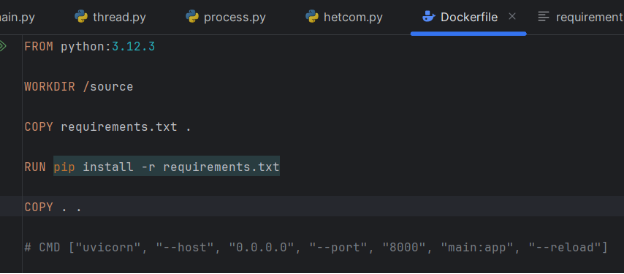 main.py thread.py process.py hetcom.py Dockerfile requirement
FROM python:3.12.3
WORKDIR /source
COPY requirements.txt .
RUN pip install -r requirements.txt
COPY . .
# CMD ["uvicorn", "--host", "0.0.0.0", "--port", "8000", "main:app", "--reload"]